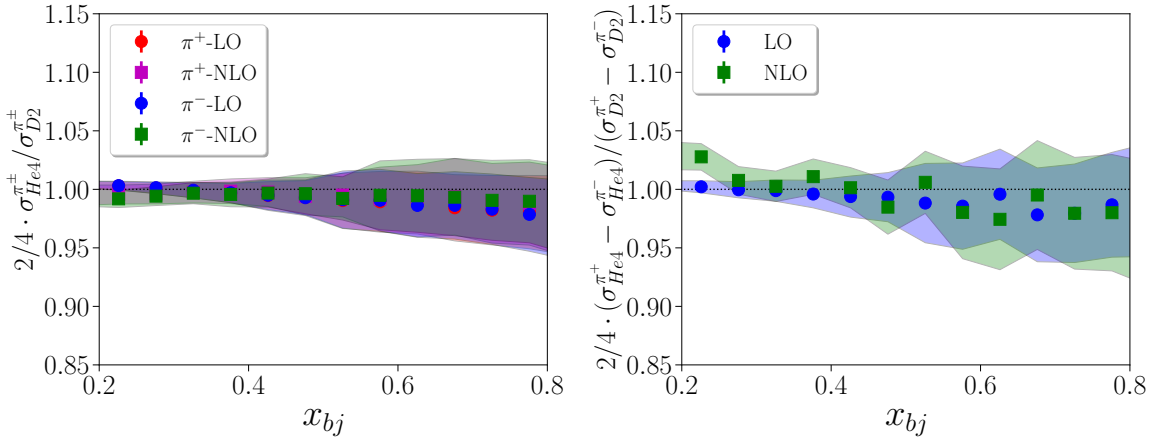 2/4 · σ^{π^±}_{He4}/σ^{π^±}_{D2}
1.15
1.10
1.05
1.00
0.95
0.90
0.85
π⁺-LO
π⁺-NLO
π⁻-LO
π⁻-NLO
0.2 0.4 0.6 0.8
x_{bj}
2/4 · (σ^{π^+}_{He4} − σ^{π^-}_{He4})/(σ^{π^+}_{D2} − σ^{π^-}_{D2})
1.15
1.10
1.05
1.00
0.95
0.90
0.85
LO
NLO
0.2 0.4 0.6 0.8
x_{bj}